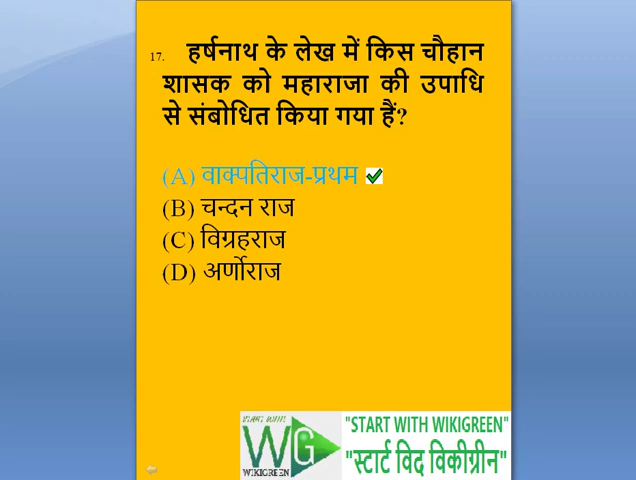 17. हर्षनाथ के लेख में किस चौहान
शासक को महाराजा की उपाधि
से संबोधित किया गया हैं?
(A) वाक्पतिराज-प्रथम
(B) चन्दन राज
(C) विग्रहराज
(D) अर्णोराज
START WITH
WG
WIKIGREEN
"START WITH WIKIGREEN"
"स्टार्ट विद विकीग्रीन"